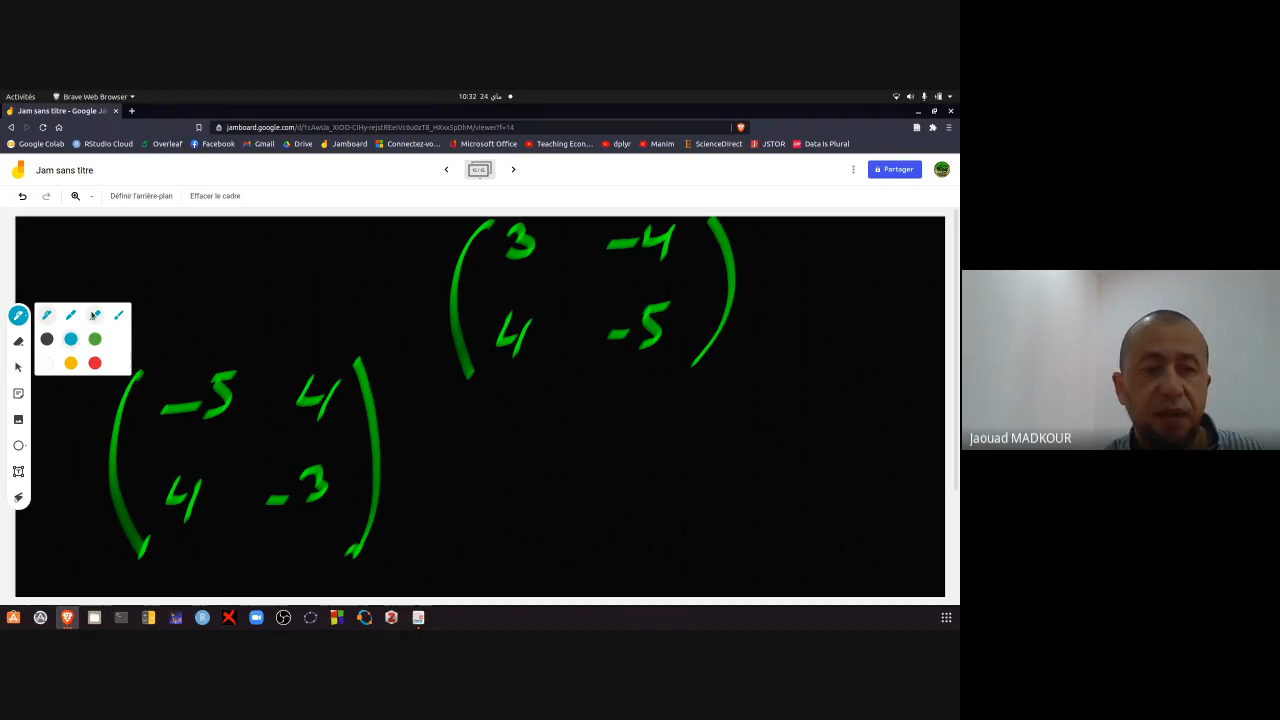 Activités Brave Web Browser 10:32 24 ماي
Jam sans titre - Google Ja
jamboard.google.com/d/1cAwUa_XIOO-CIHy-rejstREeIVc6u0zT8_HXxxSpDhM/viewer?f=14
Google Colab RStudio Cloud Overleaf Facebook Gmail Drive Jamboard Connectez-vo... Microsoft Office Teaching Econ... dplyr Manim ScienceDirect JSTOR Data Is Plural
Jam sans titre Partager
Définir l'arrière-plan Effacer le cadre
3 -4
4 -5
-5 4
4 -3
Jaouad MADKOUR